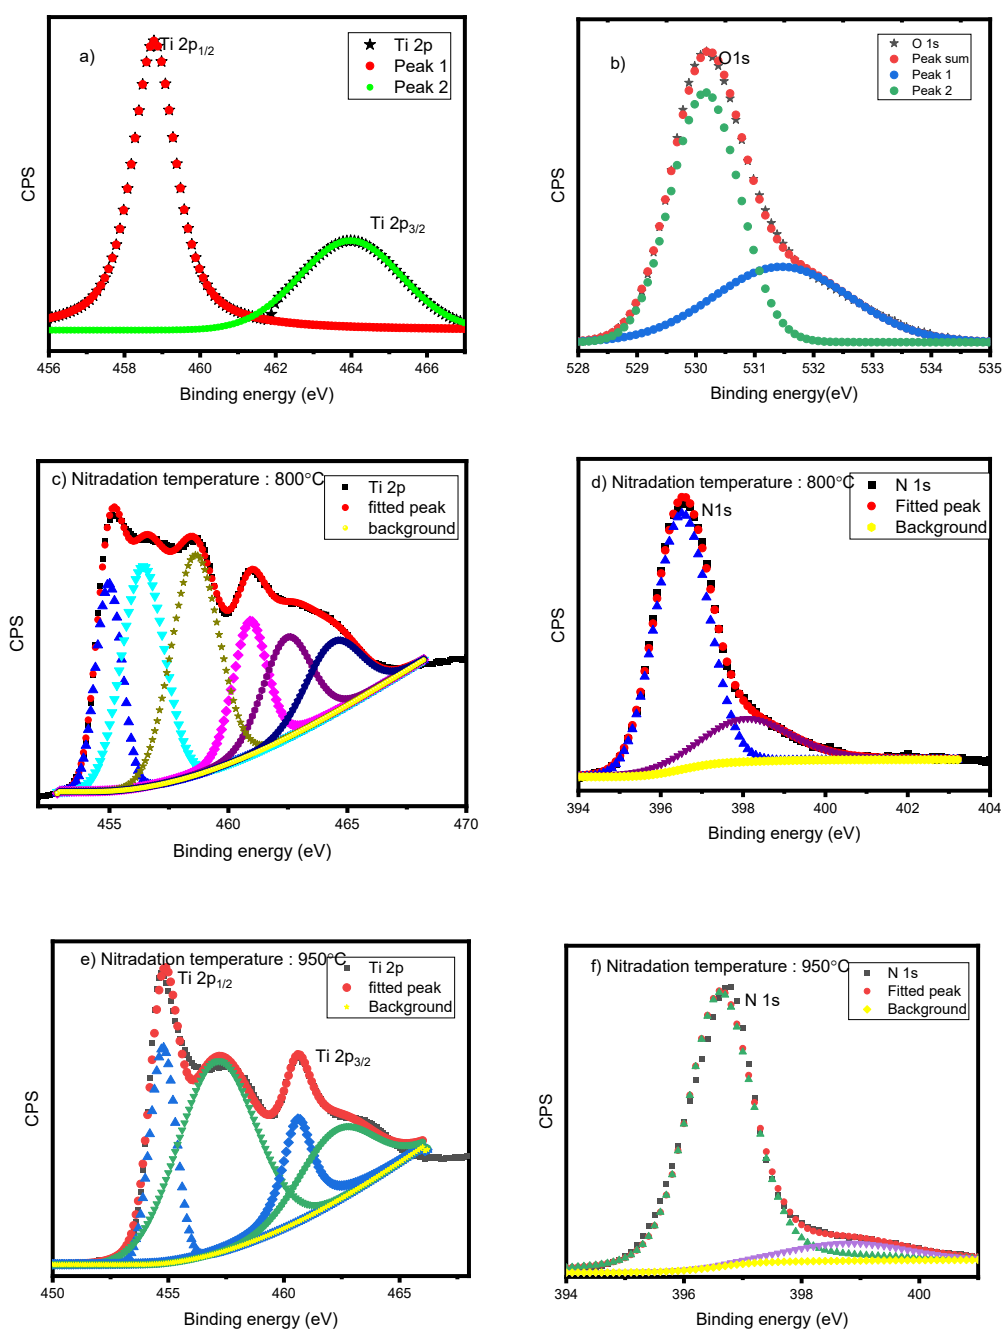 a)
Ti 2p1/2
Ti 2p
Peak 1
Peak 2
Ti 2p3/2
CPS
456 458 460 462 464 466
Binding energy (eV)
b)
O1s
O 1s
Peak sum
Peak 1
Peak 2
CPS
528 529 530 531 532 533 534 535
Binding energy(eV)
c) Nitradation temperature : 800°C
Ti 2p
fitted peak
background
CPS
455 460 465 470
Binding energy (eV)
d) Nitradation temperature : 800°C
N1s
N 1s
Fitted peak
Background
CPS
394 396 398 400 402 404
Binding energy (eV)
e) Nitradation temperature : 950°C
Ti 2p1/2
Ti 2p
fitted peak
Background
Ti 2p3/2
CPS
450 455 460 465
Binding energy (eV)
f) Nitradation temperature : 950°C
N 1s
N 1s
Fitted peak
Background
CPS
394 396 398 400
Binding energy (eV)